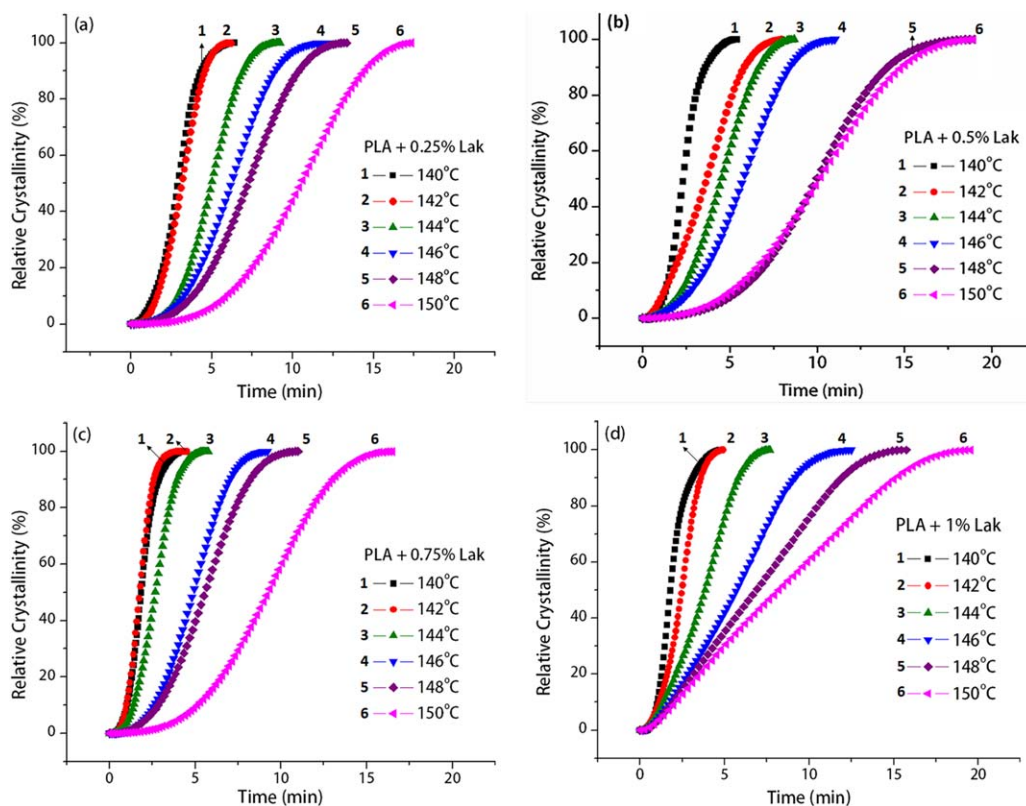 (a)
1 2 3 4 5 6
100
80
60
40
20
0
Relative Crystallinity (%)
PLA + 0.25% Lak
1 140°C
2 142°C
3 144°C
4 146°C
5 148°C
6 150°C
0 5 10 15 20
Time (min)
(b)
1 2 3 4 5 6
100
80
60
40
20
0
Relative Crystallinity (%)
PLA + 0.5% Lak
1 140°C
2 142°C
3 144°C
4 146°C
5 148°C
6 150°C
0 5 10 15 20
Time (min)
(c)
1 2 3 4 5 6
100
80
60
40
20
0
Relative Crystallinity (%)
PLA + 0.75% Lak
1 140°C
2 142°C
3 144°C
4 146°C
5 148°C
6 150°C
0 5 10 15 20
Time (min)
(d)
1 2 3 4 5 6
100
80
60
40
20
0
Relative Crystallinity (%)
PLA + 1% Lak
1 140°C
2 142°C
3 144°C
4 146°C
5 148°C
6 150°C
0 5 10 15 20
Time (min)